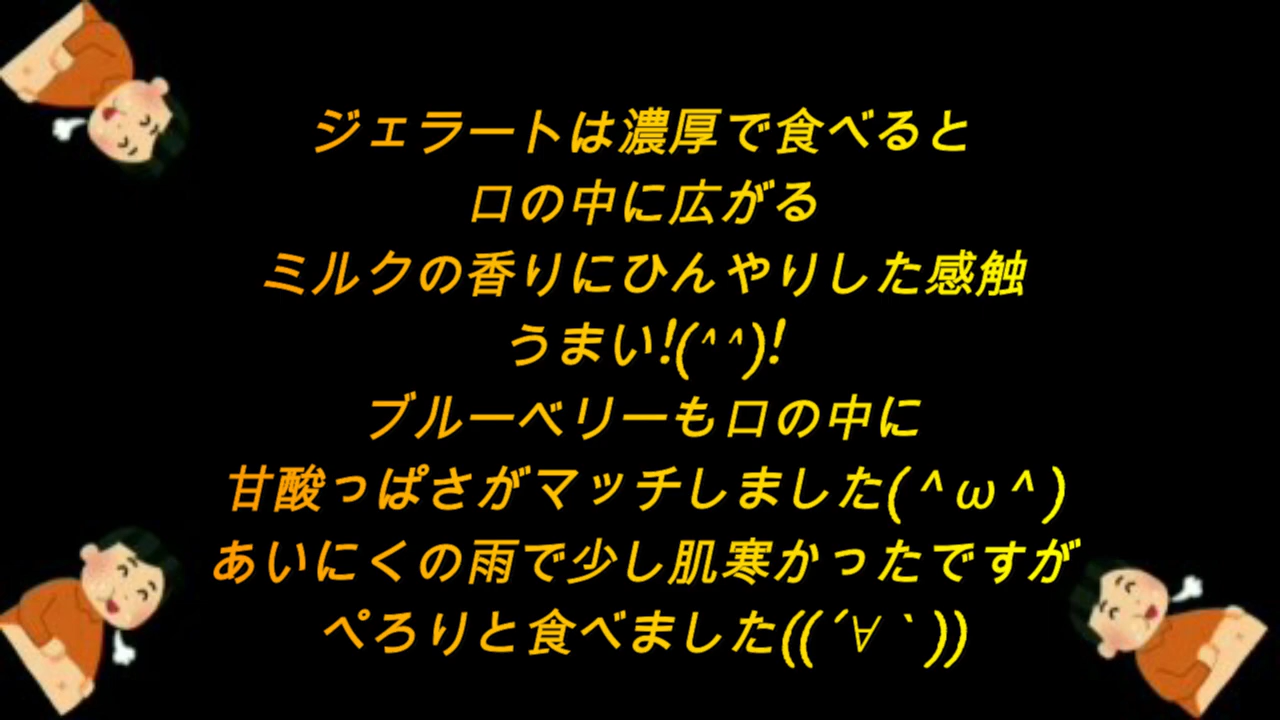 ジェラートは濃厚で食べると
口の中に広がる
ミルクの香りにひんやりした感触
うまい!(^^)!
ブルーベリーも口の中に
甘酸っぱさがマッチしました(＾ω＾)
あいにくの雨で少し肌寒かったですが
ぺろりと食べました((´∀｀))